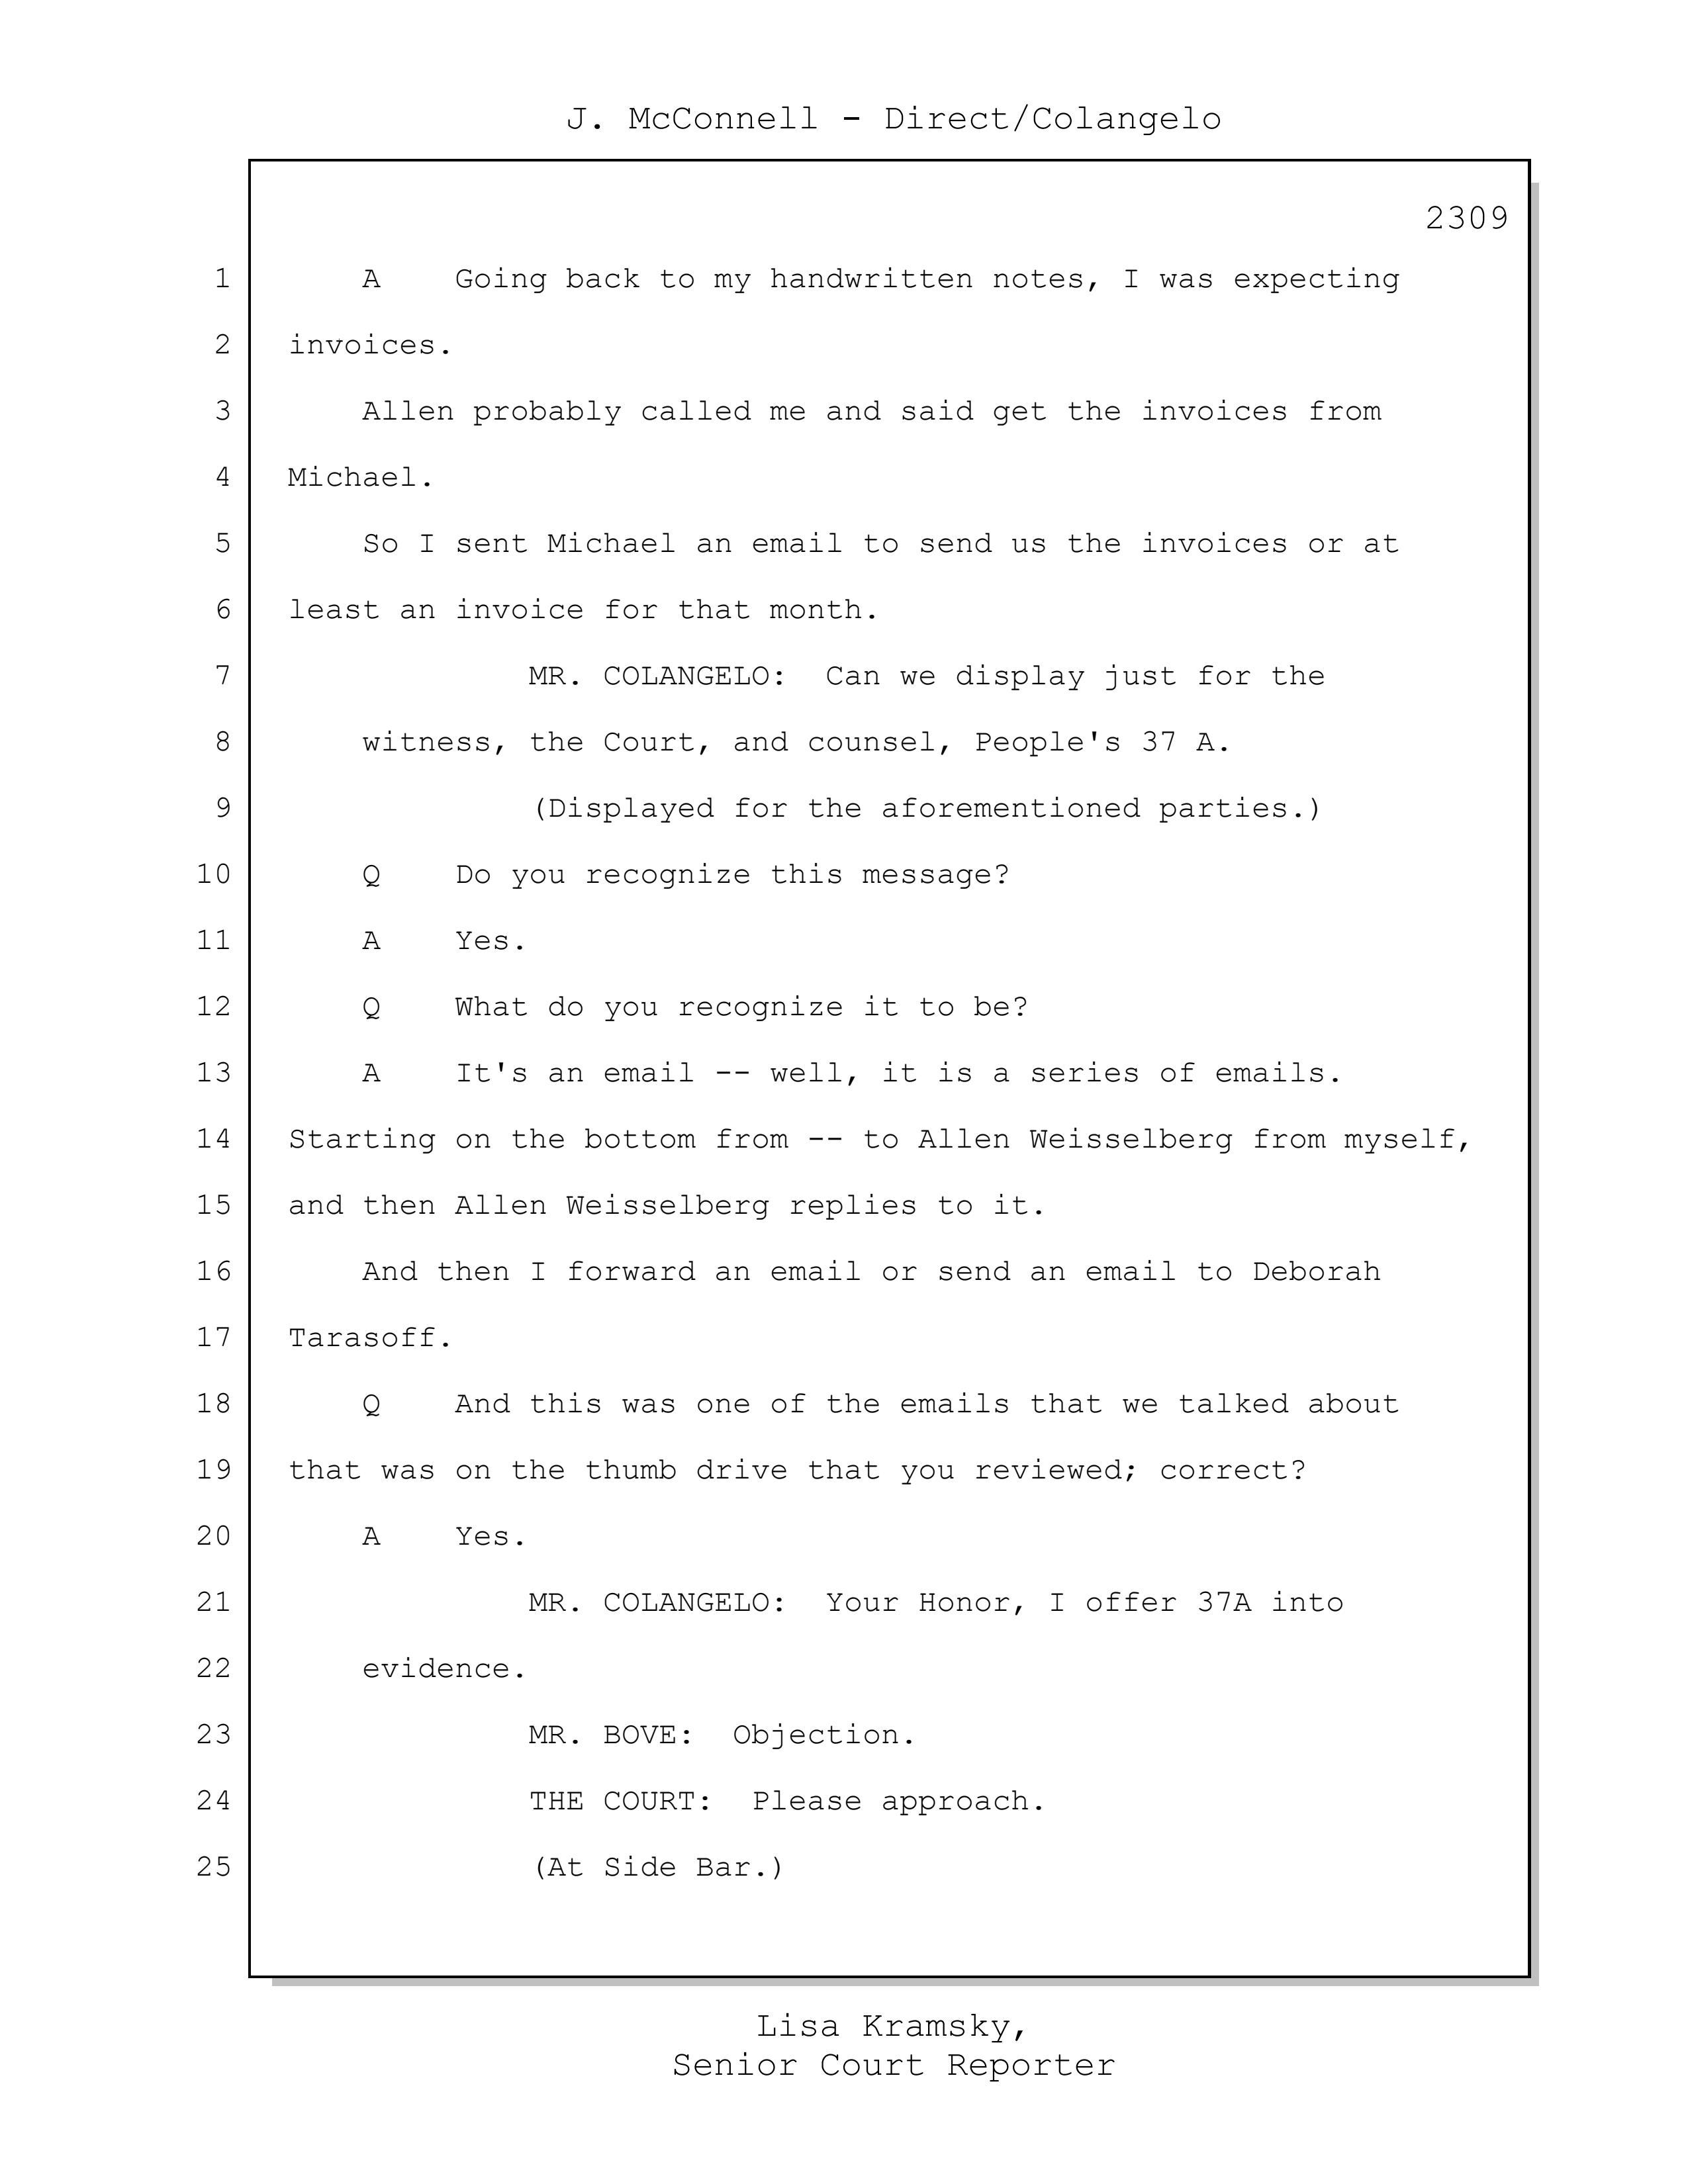 J. McConnell - Direct/Colangelo
2309
1 A Going back to my handwritten notes, I was expecting
2 invoices.
3 Allen probably called me and said get the invoices from
4 Michael.
5 So I sent Michael an email to send us the invoices or at
6 least an invoice for that month.
7 MR. COLANGELO: Can we display just for the
8 witness, the Court, and counsel, People's 37 A.
9 (Displayed for the aforementioned parties.)
10 Q Do you recognize this message?
11 A Yes.
12 Q What do you recognize it to be?
13 A It's an email -- well, it is a series of emails.
14 Starting on the bottom from -- to Allen Weisselberg from myself,
15 and then Allen Weisselberg replies to it.
16 And then I forward an email or send an email to Deborah
17 Tarasoff.
18 Q And this was one of the emails that we talked about
19 that was on the thumb drive that you reviewed; correct?
20 A Yes.
21 MR. COLANGELO: Your Honor, I offer 37A into
22 evidence.
23 MR. BOVE: Objection.
24 THE COURT: Please approach.
25 (At Side Bar.)
Lisa Kramsky,
Senior Court Reporter